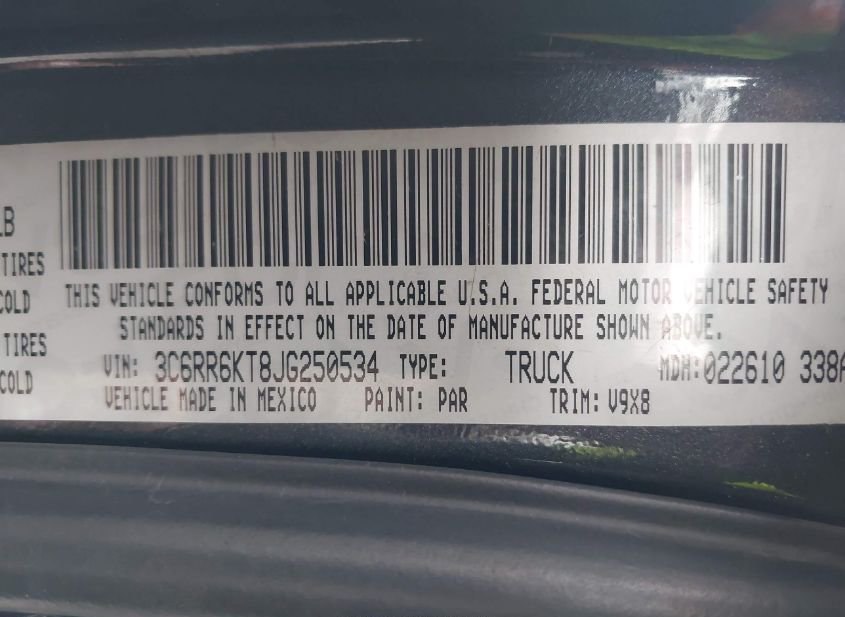 LB
TIRES
COLD
TIRES
COLD
THIS VEHICLE CONFORMS TO ALL APPLICABLE U.S.A. FEDERAL MOTOR VEHICLE SAFETY
STANDARDS IN EFFECT ON THE DATE OF MANUFACTURE SHOWN ABOVE.
VIN: 3C6RR6KT8JG250534 TYPE: TRUCK MDH:022610 338A
VEHICLE MADE IN MEXICO PAINT: PAR TRIM: V9X8